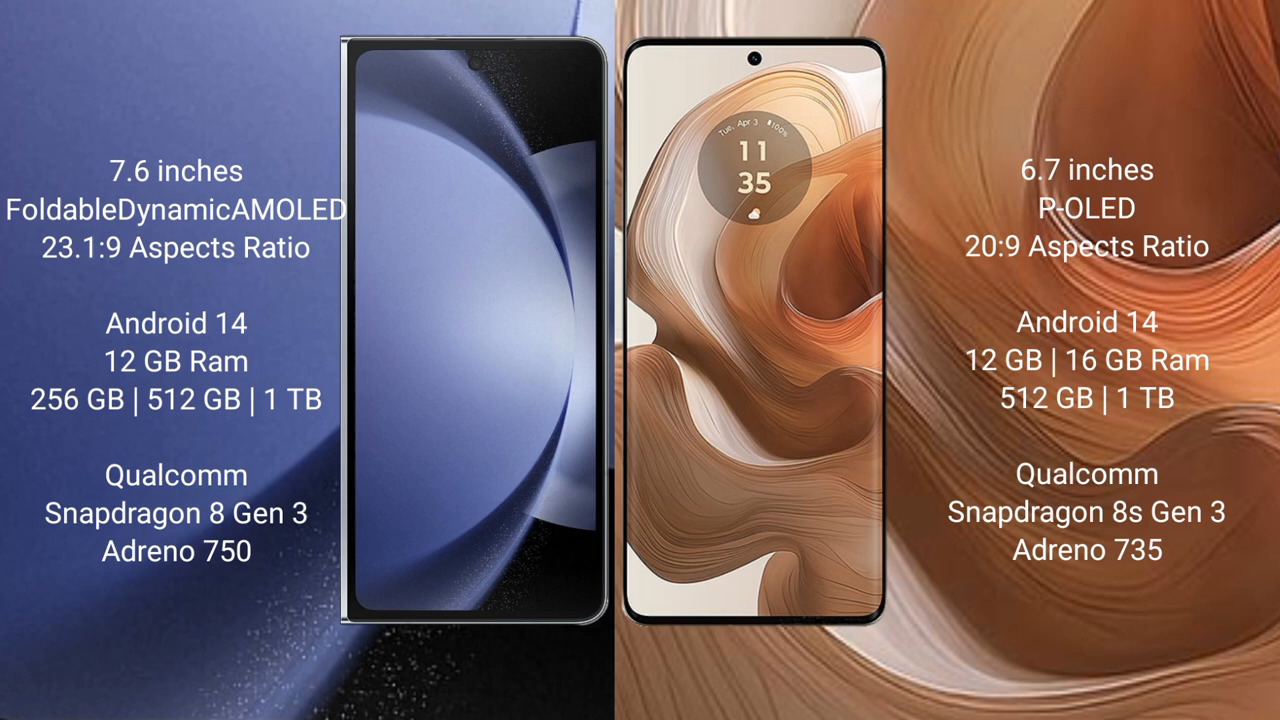 7.6 inches
FoldableDynamicAMOLED
23.1:9 Aspects Ratio
Android 14
12 GB Ram
256 GB | 512 GB | 1 TB
Qualcomm
Snapdragon 8 Gen 3
Adreno 750
Tue, Apr 3 100%
11
35
6.7 inches
P-OLED
20:9 Aspects Ratio
Android 14
12 GB | 16 GB Ram
512 GB | 1 TB
Qualcomm
Snapdragon 8s Gen 3
Adreno 735